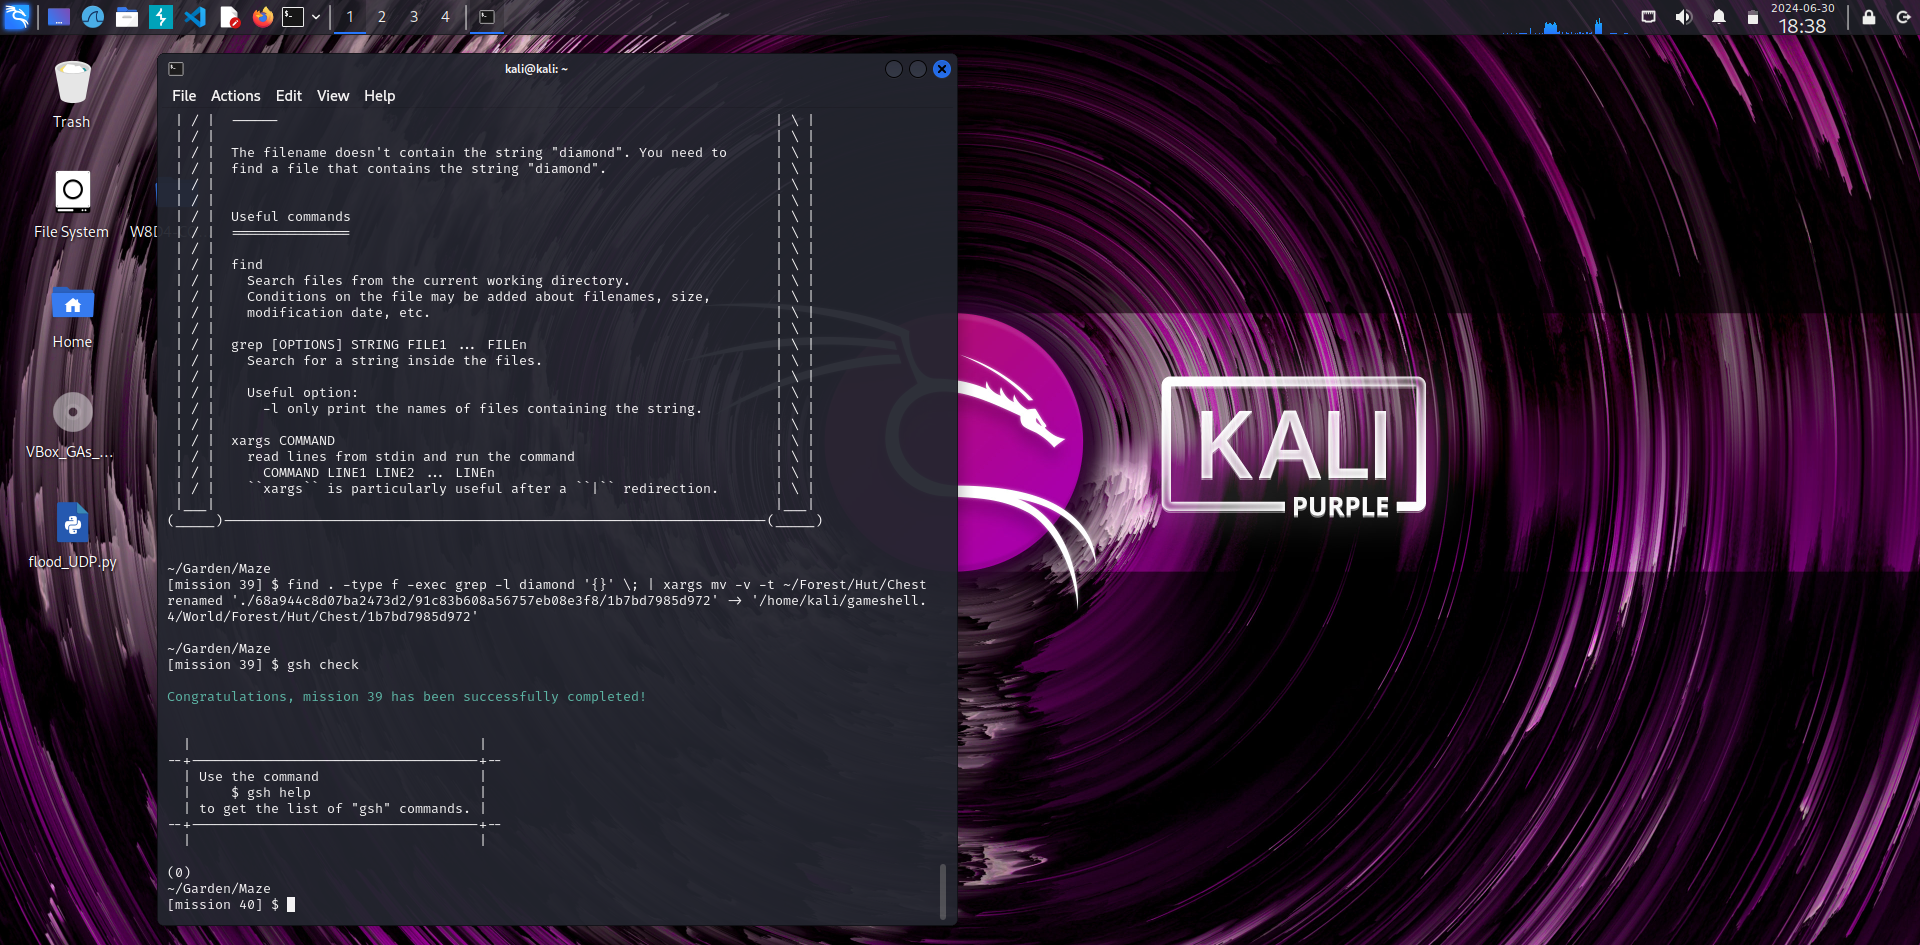 1 2 3 4
2024-06-30
18:38
Trash
File System
W8D
Home
VBox_GAs_...
flood_UDP.py
kali@kali: ~
File Actions Edit View Help
| / | ------ | \ |
| / | | \ |
| / | The filename doesn't contain the string "diamond". You need to | \ |
| / | find a file that contains the string "diamond". | \ |
| / | | \ |
| / | | \ |
| / | Useful commands | \ |
| / | =============== | \ |
| / | | \ |
| / | find | \ |
| / | Search files from the current working directory. | \ |
| / | Conditions on the file may be added about filenames, size, | \ |
| / | modification date, etc. | \ |
| / | | \ |
| / | grep [OPTIONS] STRING FILE1 ... FILEn | \ |
| / | Search for a string inside the files. | \ |
| / | | \ |
| / | Useful option: | \ |
| / | -l only print the names of files containing the string. | \ |
| / | | \ |
| / | xargs COMMAND | \ |
| / | read lines from stdin and run the command | \ |
| / | COMMAND LINE1 LINE2 ... LINEn | \ |
| / | ``xargs`` is particularly useful after a ``|`` redirection. | \ |
|___| |___|
(_____)--------------------------------------------------------------------(_____)
~/Garden/Maze
[mission 39] $ find . -type f -exec grep -l diamond '{}' \; | xargs mv -v -t ~/Forest/Hut/Chest
renamed './68a944c8d07ba2473d2/91c83b608a56757eb08e3f8/1b7bd7985d972' -> '/home/kali/gameshell.
4/World/Forest/Hut/Chest/1b7bd7985d972'
~/Garden/Maze
[mission 39] $ gsh check
Congratulations, mission 39 has been successfully completed!
| |
--+------------------------------------+--
| Use the command |
| $ gsh help |
| to get the list of "gsh" commands. |
--+------------------------------------+--
| |
(0)
~/Garden/Maze
[mission 40] $
KALI
PURPLE